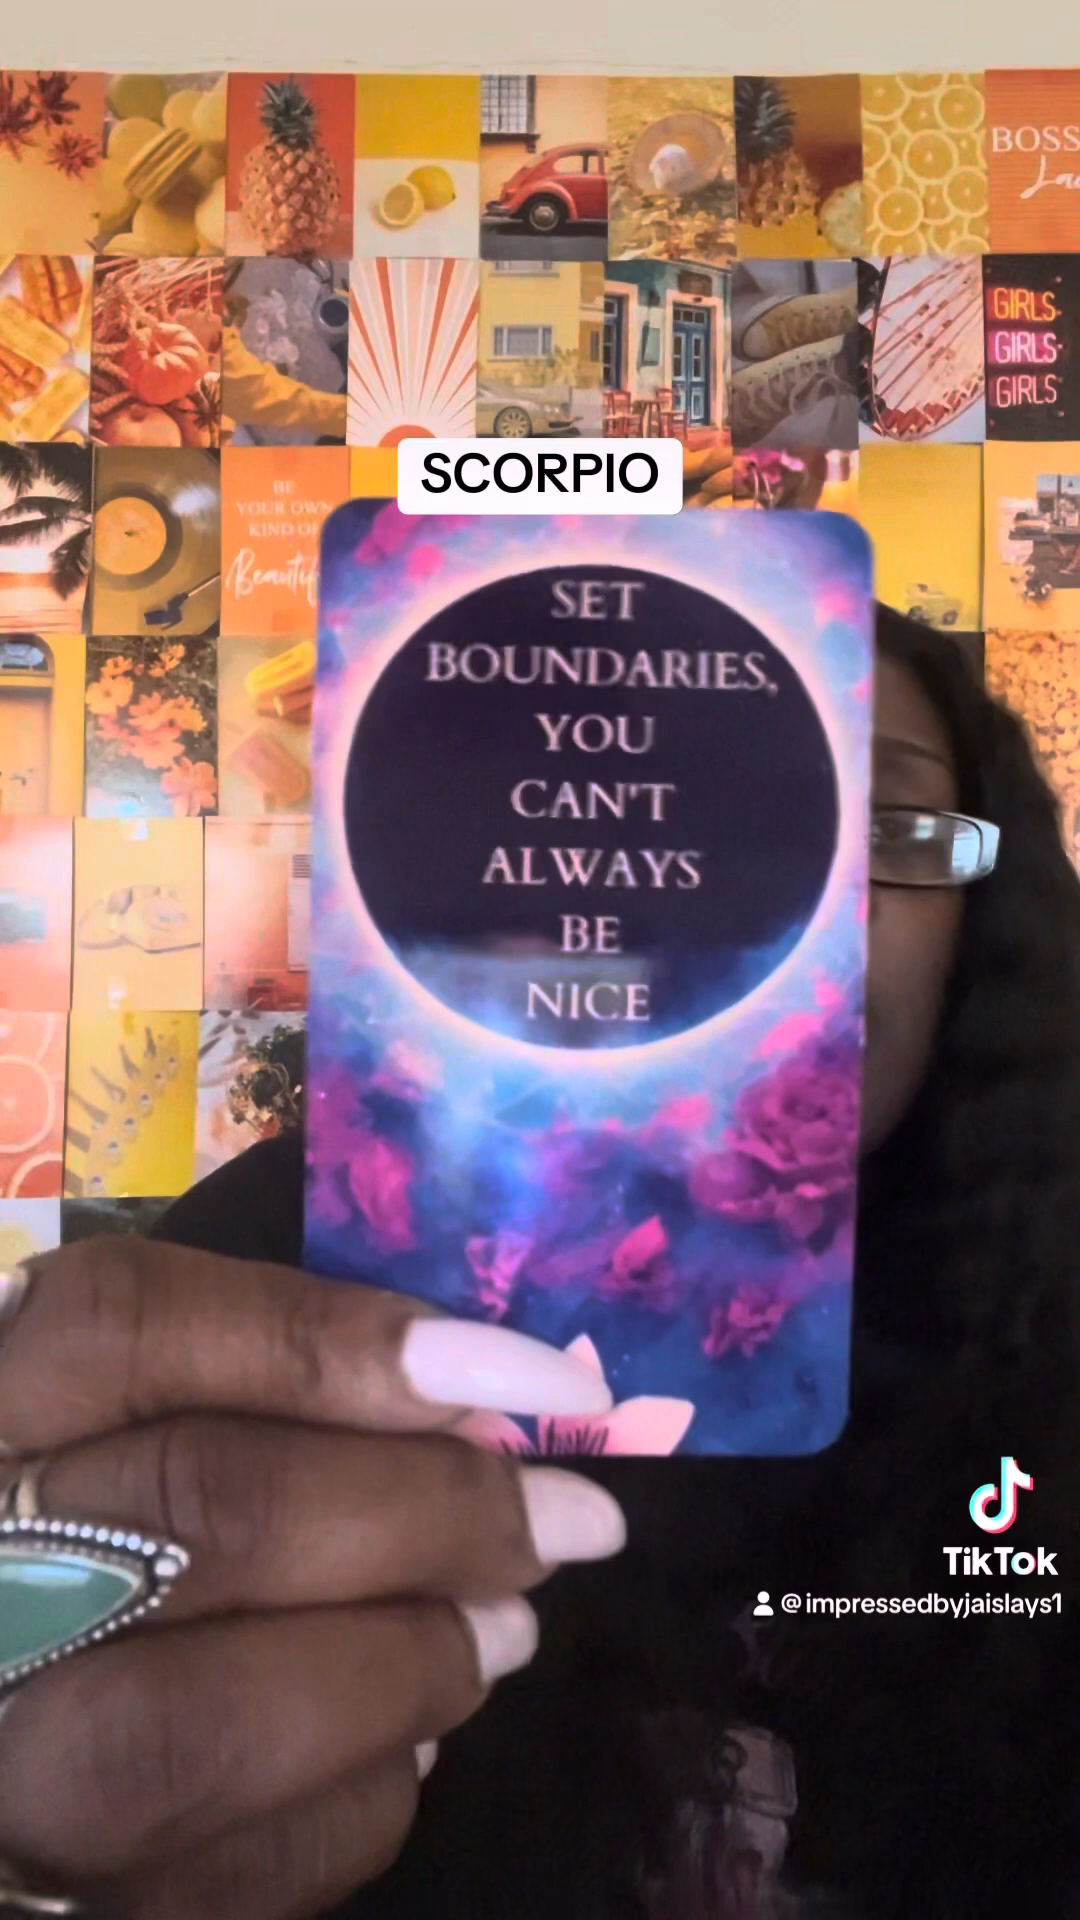 BOSS
GIRLS
GIRLS
GIRLS
BE
YOUR OWN
KIND OF
SCORPIO
SET
BOUNDARIES,
YOU
CAN'T
ALWAYS
BE
NICE
TikTok
@impressedbyjaislays1